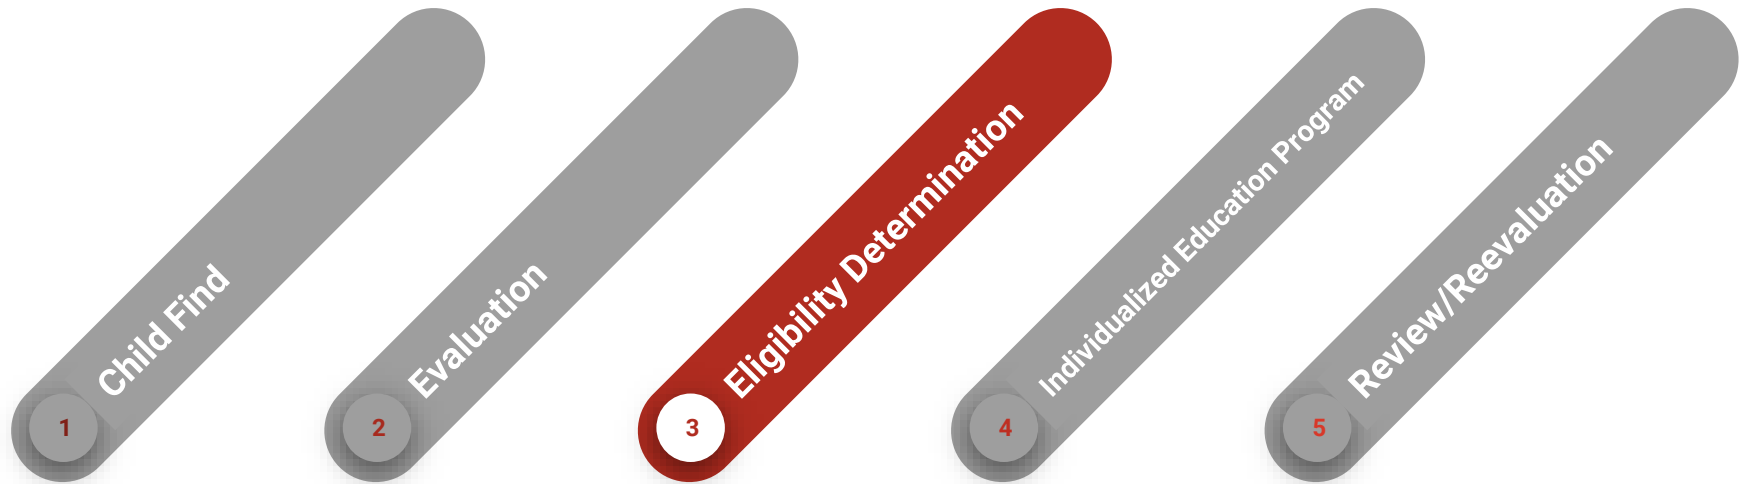 1
Child Find
2
Evaluation
3
Eligibility Determination
4
Individualized Education Program
5
Review/Reevaluation